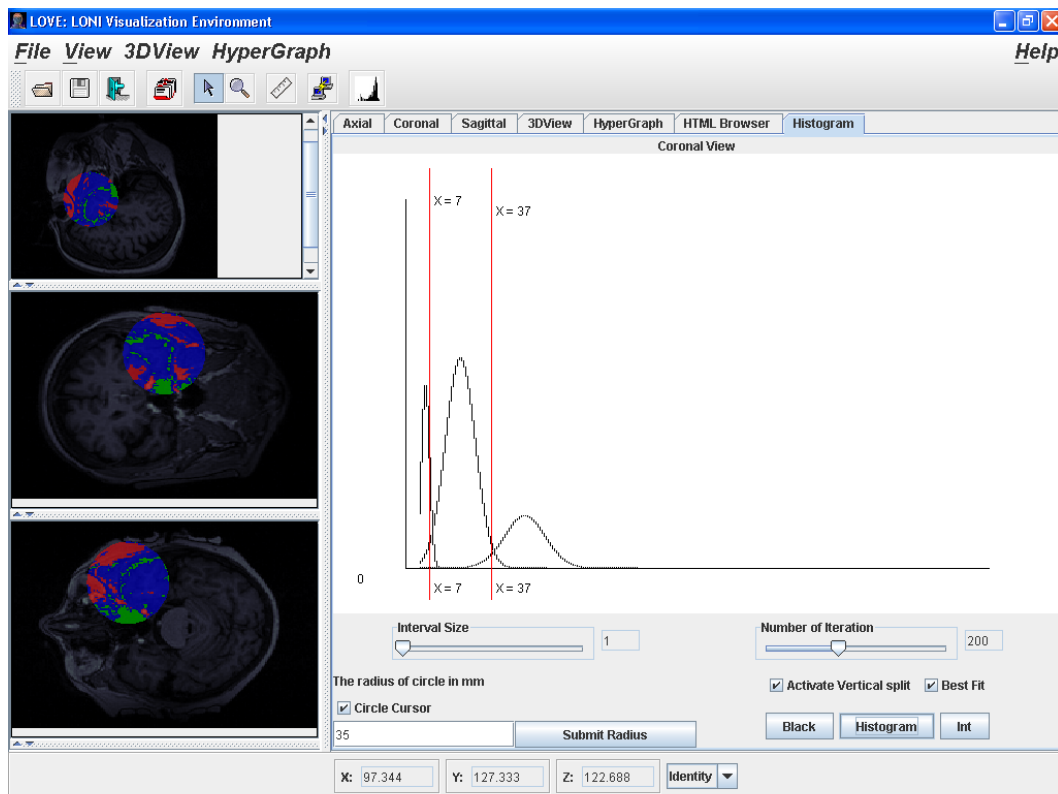 LOVE: LONI Visualization Environment
File View 3DView HyperGraph Help
Axial Coronal Sagittal 3DView HyperGraph HTML Browser Histogram
Coronal View
X = 7
X = 37
0
X = 7 X = 37
Interval Size
1
Number of Iteration
200
The radius of circle in mm
Activate Vertical split Best Fit
Circle Cursor
35 Submit Radius
Black Histogram Int
X: 97.344 Y: 127.333 Z: 122.688 Identity